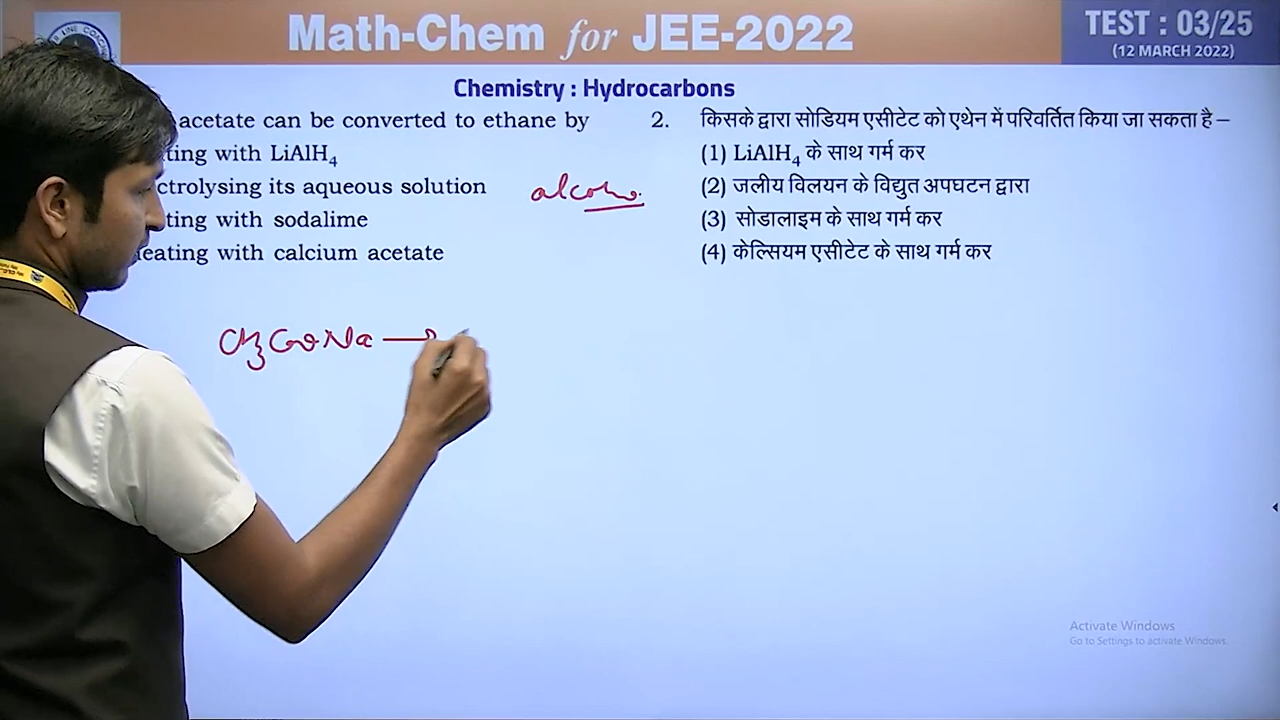 Math-Chem for JEE-2022
TEST : 03/25
(12 MARCH 2022)
Chemistry : Hydrocarbons
acetate can be converted to ethane by
ting with LiAlH4
ctrolysing its aqueous solution
ting with sodalime
eating with calcium acetate
2. किसके द्वारा सोडियम एसीटेट को एथेन में परिवर्तित किया जा सकता है –
(1) LiAlH4 के साथ गर्म कर
(2) जलीय विलयन के विद्युत अपघटन द्वारा
(3) सोडालाइम के साथ गर्म कर
(4) केल्सियम एसीटेट के साथ गर्म कर
CH3COONa →
Activate Windows
Go to Settings to activate Windows.